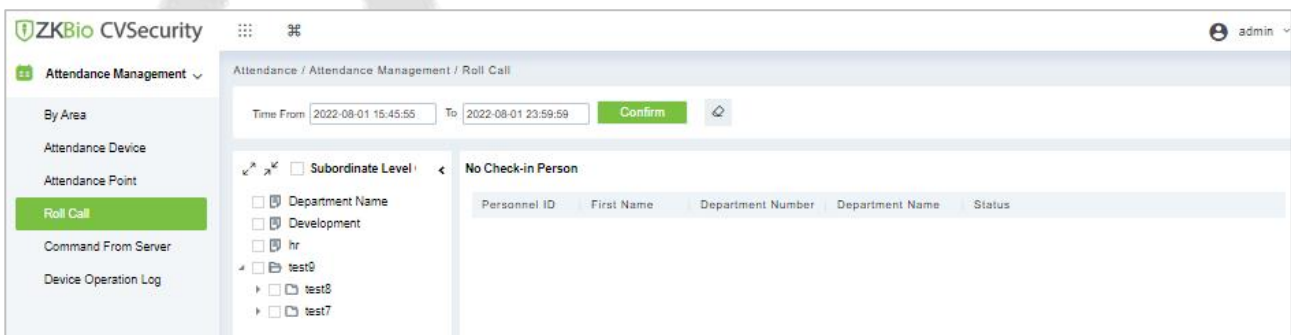 ZKBio CVSecurity
admin
Attendance Management
Attendance / Attendance Management / Roll Call
By Area
Attendance Device
Attendance Point
Roll Call
Command From Server
Device Operation Log
Time From 2022-08-01 15:45:55 To 2022-08-01 23:59:59 Confirm
Subordinate Level
Department Name
Development
hr
test9
test8
test7
No Check-in Person
Personnel ID First Name Department Number Department Name Status